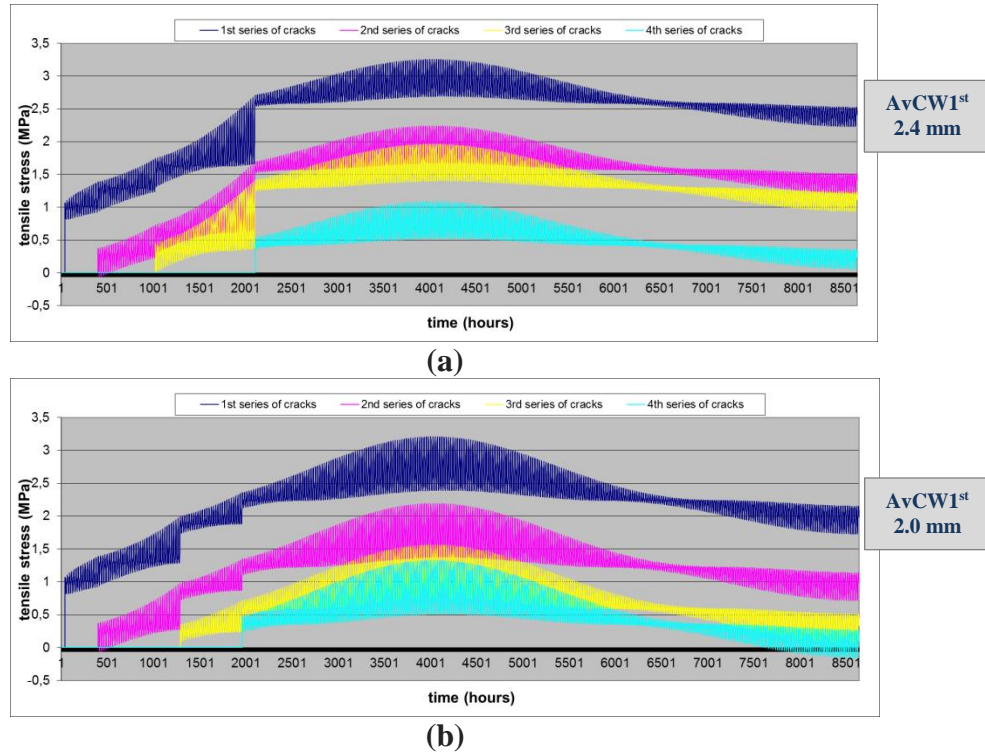 1st series of cracks 2nd series of cracks 3rd series of cracks 4th series of cracks
3,5
3
2,5
2
1,5
1
0,5
0
-0,5
tensile stress (MPa)
1 501 1001 1501 2001 2501 3001 3501 4001 4501 5001 5501 6001 6501 7001 7501 8001 8501
time (hours)
AvCW1st
2.4 mm
(a)
1st series of cracks 2nd series of cracks 3rd series of cracks 4th series of cracks
3,5
3
2,5
2
1,5
1
0,5
0
-0,5
tensile stress (MPa)
1 501 1001 1501 2001 2501 3001 3501 4001 4501 5001 5501 6001 6501 7001 7501 8001 8501
time (hours)
AvCW1st
2.0 mm
(b)